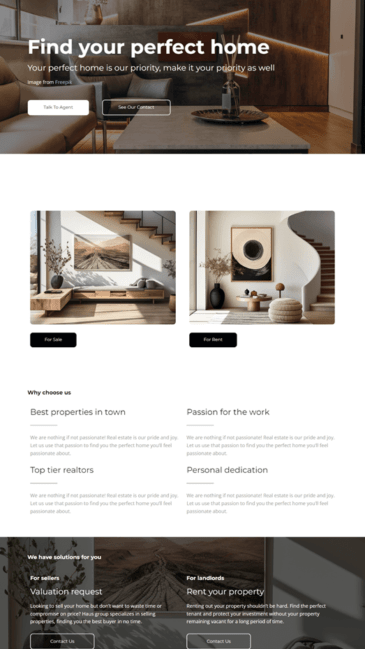 Find your perfect home
Your perfect home is our priority, make it your priority as well
Image from Freepik
Talk To Agent
See Our Contact
For Sale
For Rent
Why choose us
Best properties in town
We are nothing if not passionate! Real estate is our pride and joy.
Let us use that passion to find you the perfect home you'll feel
passionate about.
Passion for the work
We are nothing if not passionate! Real estate is our pride and joy.
Let us use that passion to find you the perfect home you'll feel
passionate about.
Top tier realtors
We are nothing if not passionate! Real estate is our pride and joy.
Let us use that passion to find you the perfect home you'll feel
passionate about.
Personal dedication
We are nothing if not passionate! Real estate is our pride and joy.
Let us use that passion to find you the perfect home you'll feel
passionate about.
We have solutions for you
For sellers
Valuation request
Looking to sell your home but don't want to waste time or
compromise on price? Haus group specializes in selling
properties, finding you the best buyer in no time.
Contact Us
For landlords
Rent your property
Renting out your property shouldn't be hard. Find the perfect
tenant and protect your investment without your property
remaining vacant for a long period of time.
Contact Us